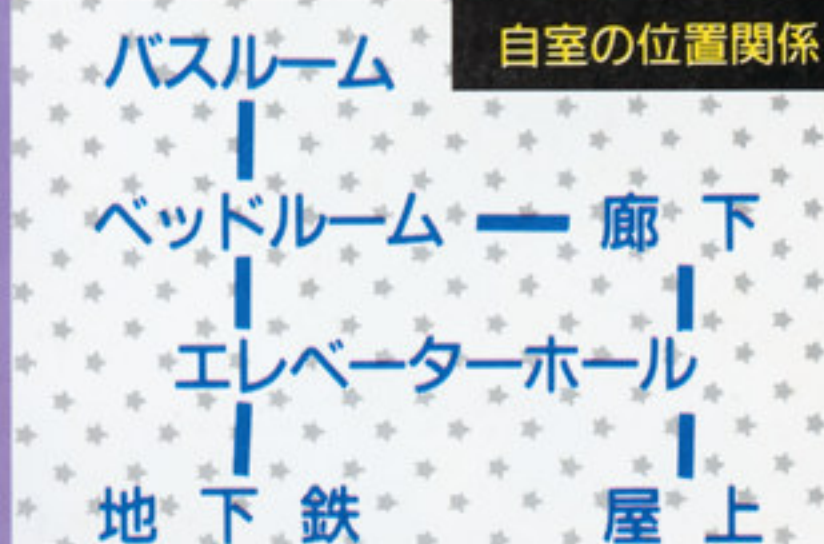 自室の位置関係
バスルーム
ベッドルーム 廊下
エレベーターホール
地下鉄 屋上